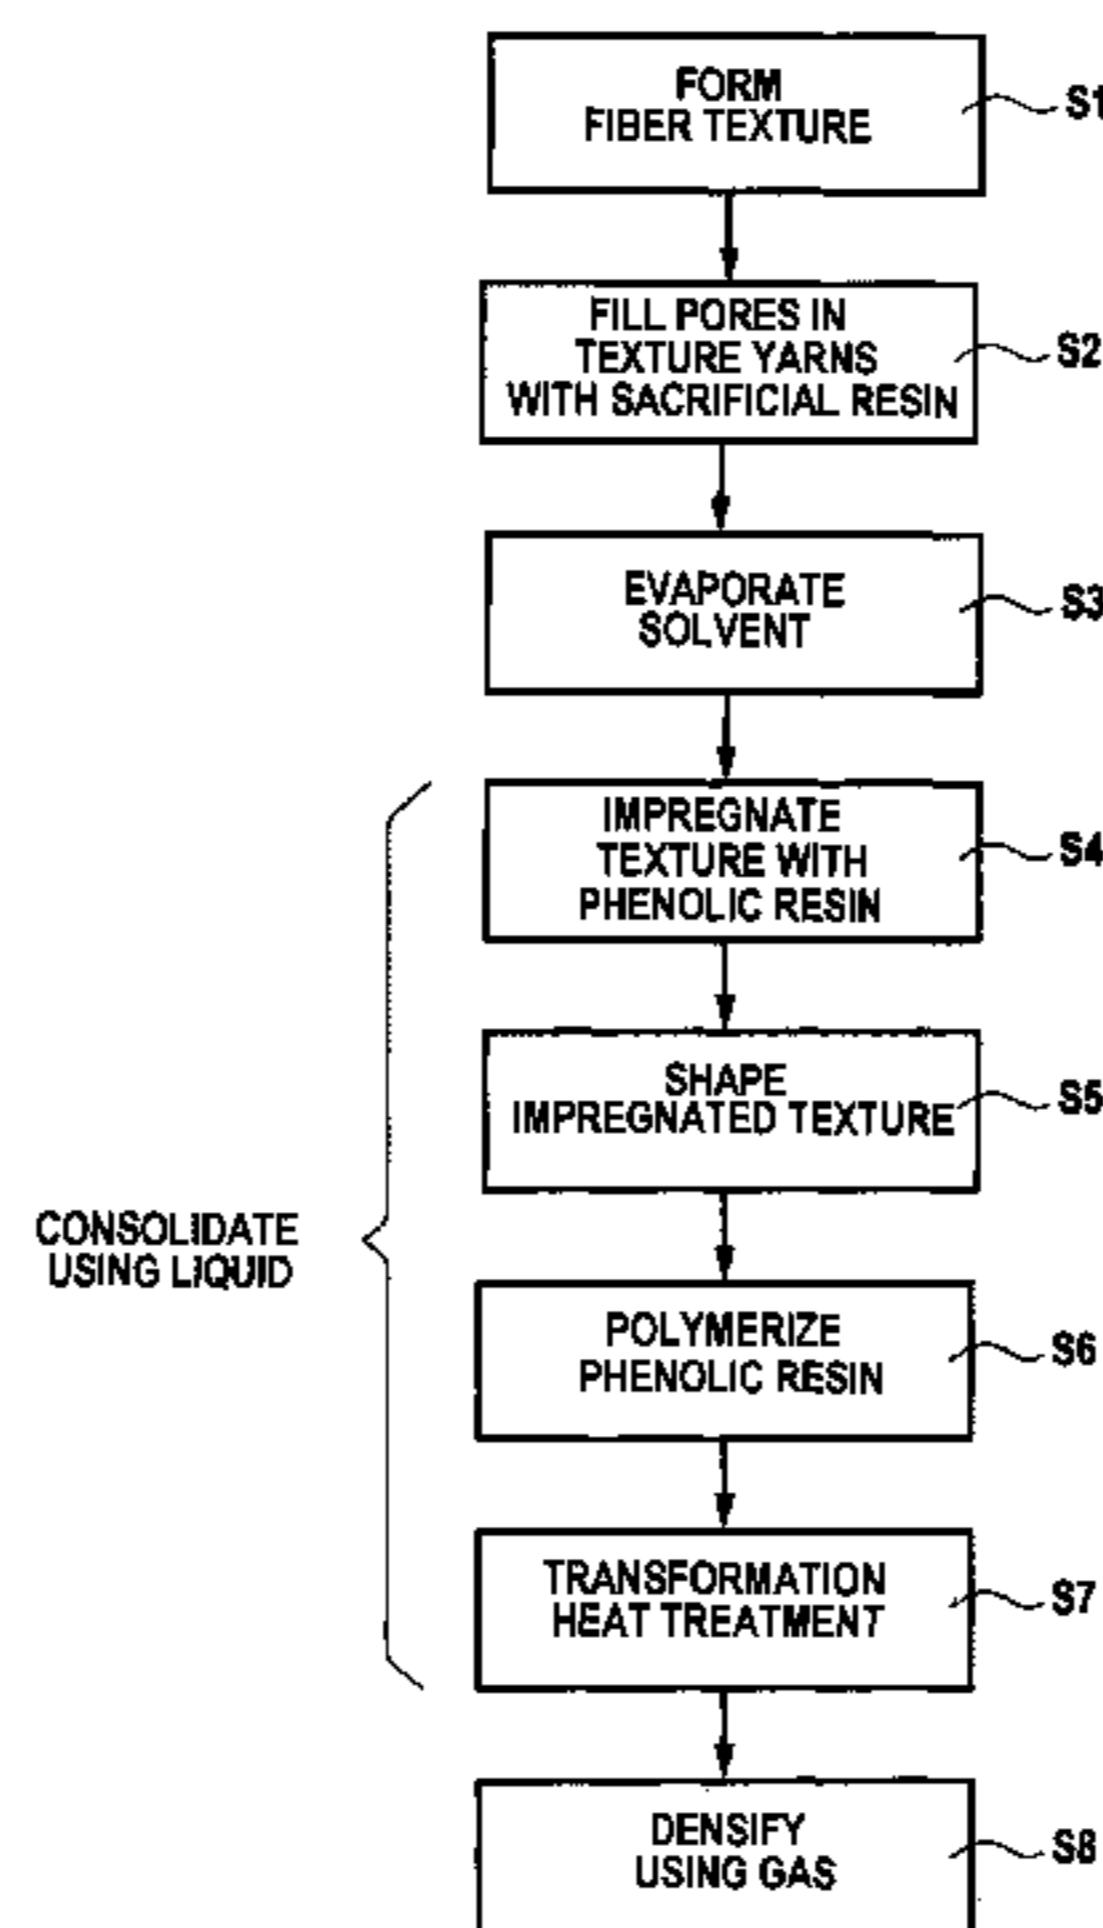 FORM
FIBER TEXTURE
S1
FILL PORES IN
TEXTURE YARNS
WITH SACRIFICIAL RESIN
S2
EVAPORATE
SOLVENT
S3
IMPREGNATE
TEXTURE WITH
PHENOLIC RESIN
S4
SHAPE
IMPREGNATED TEXTURE
S5
CONSOLIDATE
USING LIQUID
POLYMERIZE
PHENOLIC RESIN
S6
TRANSFORMATION
HEAT TREATMENT
S7
DENSIFY
USING GAS
S8